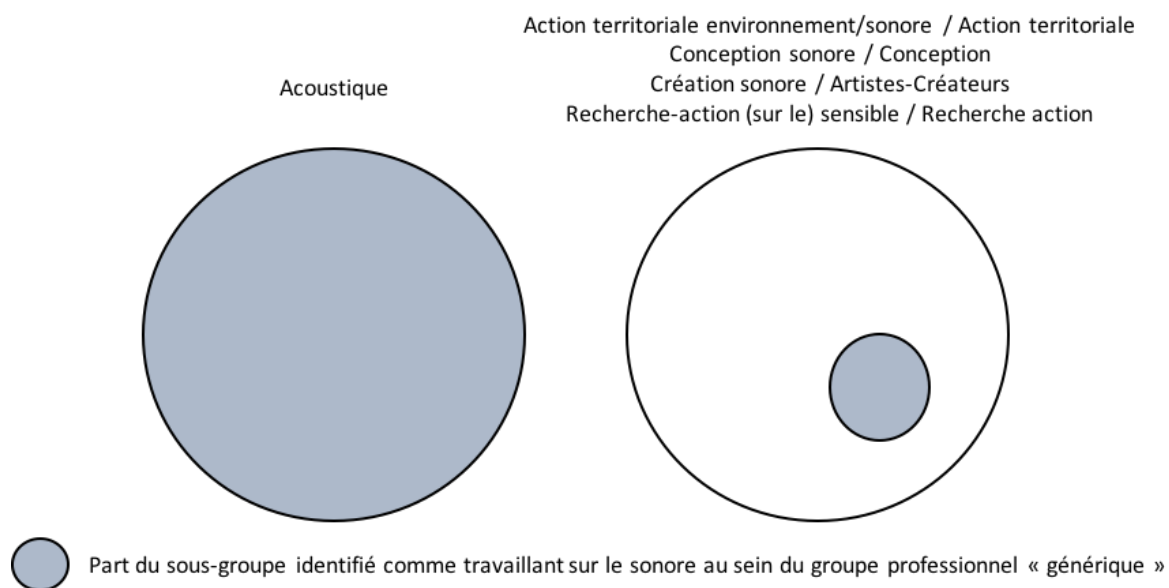 Acoustique
Action territoriale environnement/sonore / Action territoriale
Conception sonore / Conception
Création sonore / Artistes-Créateurs
Recherche-action (sur le) sensible / Recherche action
Part du sous-groupe identifié comme travaillant sur le sonore au sein du groupe professionnel « générique »